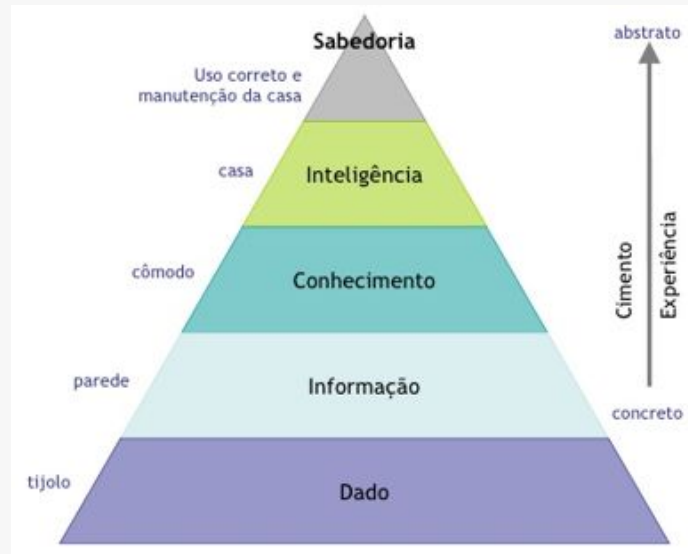 Sabedoria
abstrato
Uso correto e
manutenção da casa
casa
Inteligência
cômodo
Conhecimento
Cimento
Experiência
parede
Informação
concreto
tijolo
Dado